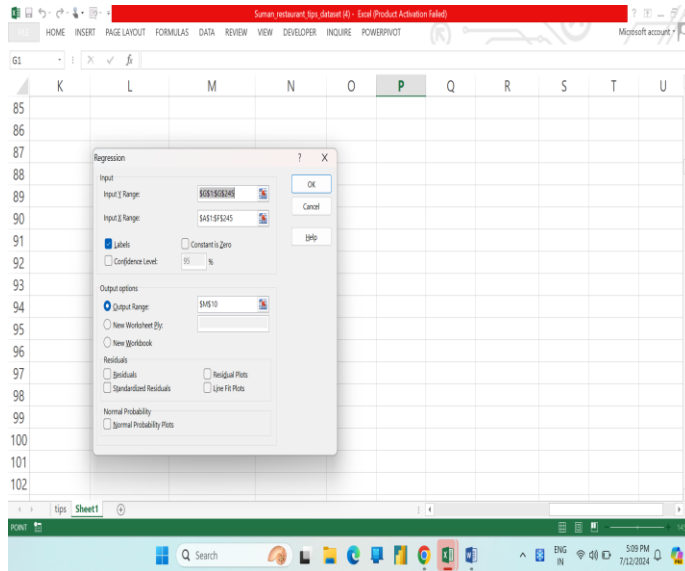 Suman_restaurant_tips_dataset (4) - Excel (Product Activation Failed)
FILE HOME INSERT PAGE LAYOUT FORMULAS DATA REVIEW VIEW DEVELOPER INQUIRE POWERPIVOT Microsoft account
G1 fx
K L M N O P Q R S T U
85
86
87
Regression ? X
88
Input
OK
89
Input Y Range: $G$1:$G$245
Cancel
90
Input X Range: $A$1:$F$245
Help
91
Labels Constant is Zero
92
Confidence Level: 95 %
93
Output options
94
Output Range: $M$10
95
New Worksheet Ply:
96
New Workbook
Residuals
97
Residuals Residual Plots
98
Standardized Residuals Line Fit Plots
99
Normal Probability
100
Normal Probability Plots
101
102
tips Sheet1
POINT
Search
ENG
IN
5:09 PM
7/12/2024